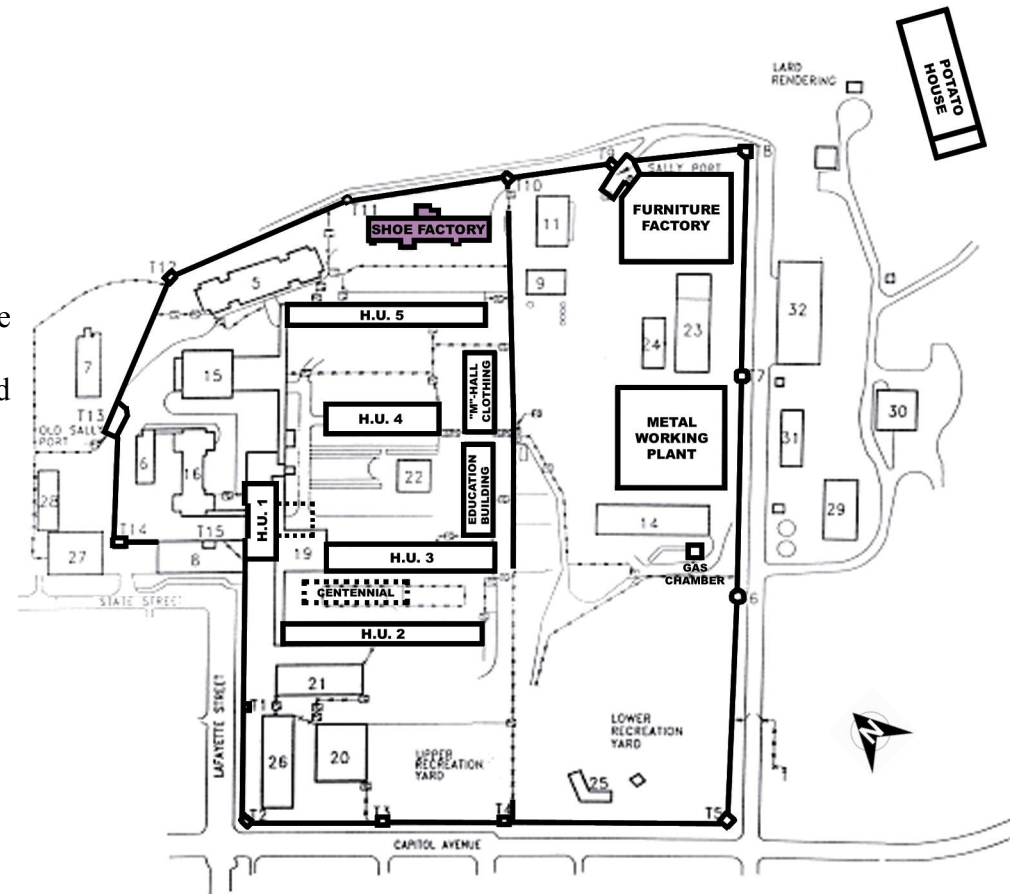 LARD
RENDERING
POTATO
HOUSE
T8
T9
SALLY PORT
T10
T11
SHOE FACTORY
11
FURNITURE
FACTORY
T12
5
9
H.U. 5
32
23
24
7
15
"M"-HALL
CLOTHING
7
H.U. 4
T13
OLD SALLY
PORT
METAL
WORKING
PLANT
30
31
6
16
22
EDUCATION
BUILDING
28
H.U. 1
29
14
T14
T15
27
8
19
H.U. 3
GAS
CHAMBER
STATE STREET
CENTENNIAL
6
H.U. 2
21
LAFAYETTE STREET
T1
LOWER
RECREATION
YARD
N
26
20
UPPER
RECREATION
YARD
25
T2
T3
T4
T5
CAPITOL AVENUE
e
d